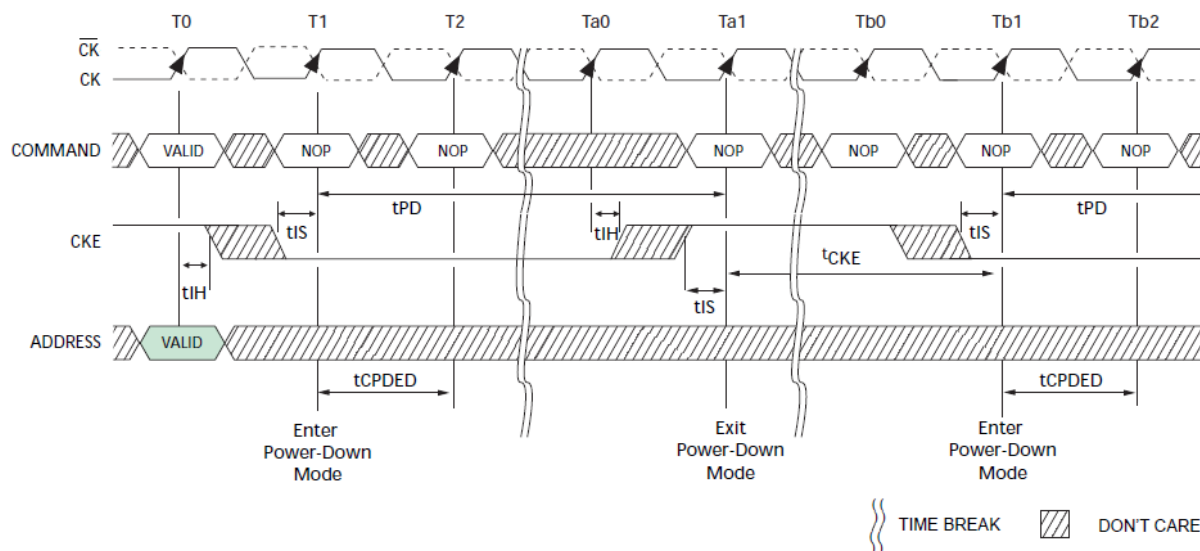 T0 T1 T2 Ta0 Ta1 Tb0 Tb1 Tb2
CK
CK
COMMAND VALID NOP NOP NOP NOP NOP NOP
tPD tPD
tIS tIH tIS
CKE
tCKE
tIH tIS
ADDRESS VALID
tCPDED tCPDED
Enter
Power-Down
Mode
Exit
Power-Down
Mode
Enter
Power-Down
Mode
TIME BREAK DON'T CARE